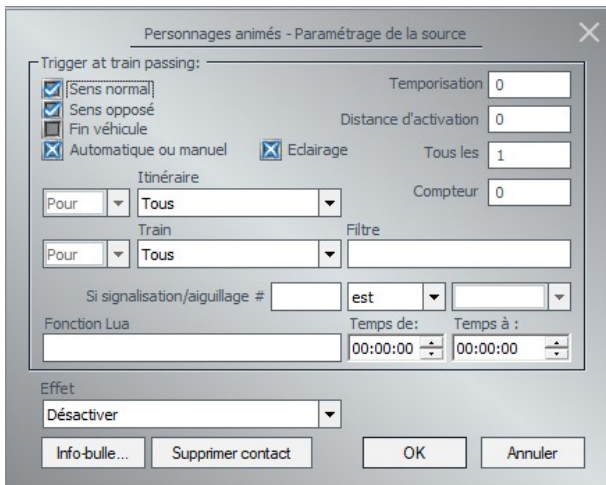 Personnages animés - Paramétrage de la source
Trigger at train passing:
Sens normal
Temporisation 0
Sens opposé
Distance d'activation 0
Fin véhicule
Automatique ou manuel Eclairage Tous les 1
Itinéraire
Compteur 0
Pour Tous
Train Filtre
Pour Tous
Si signalisation/aiguillage # est
Fonction Lua Temps de: Temps à :
00:00:00 00:00:00
Effet
Désactiver
Info-bulle... Supprimer contact OK Annuler